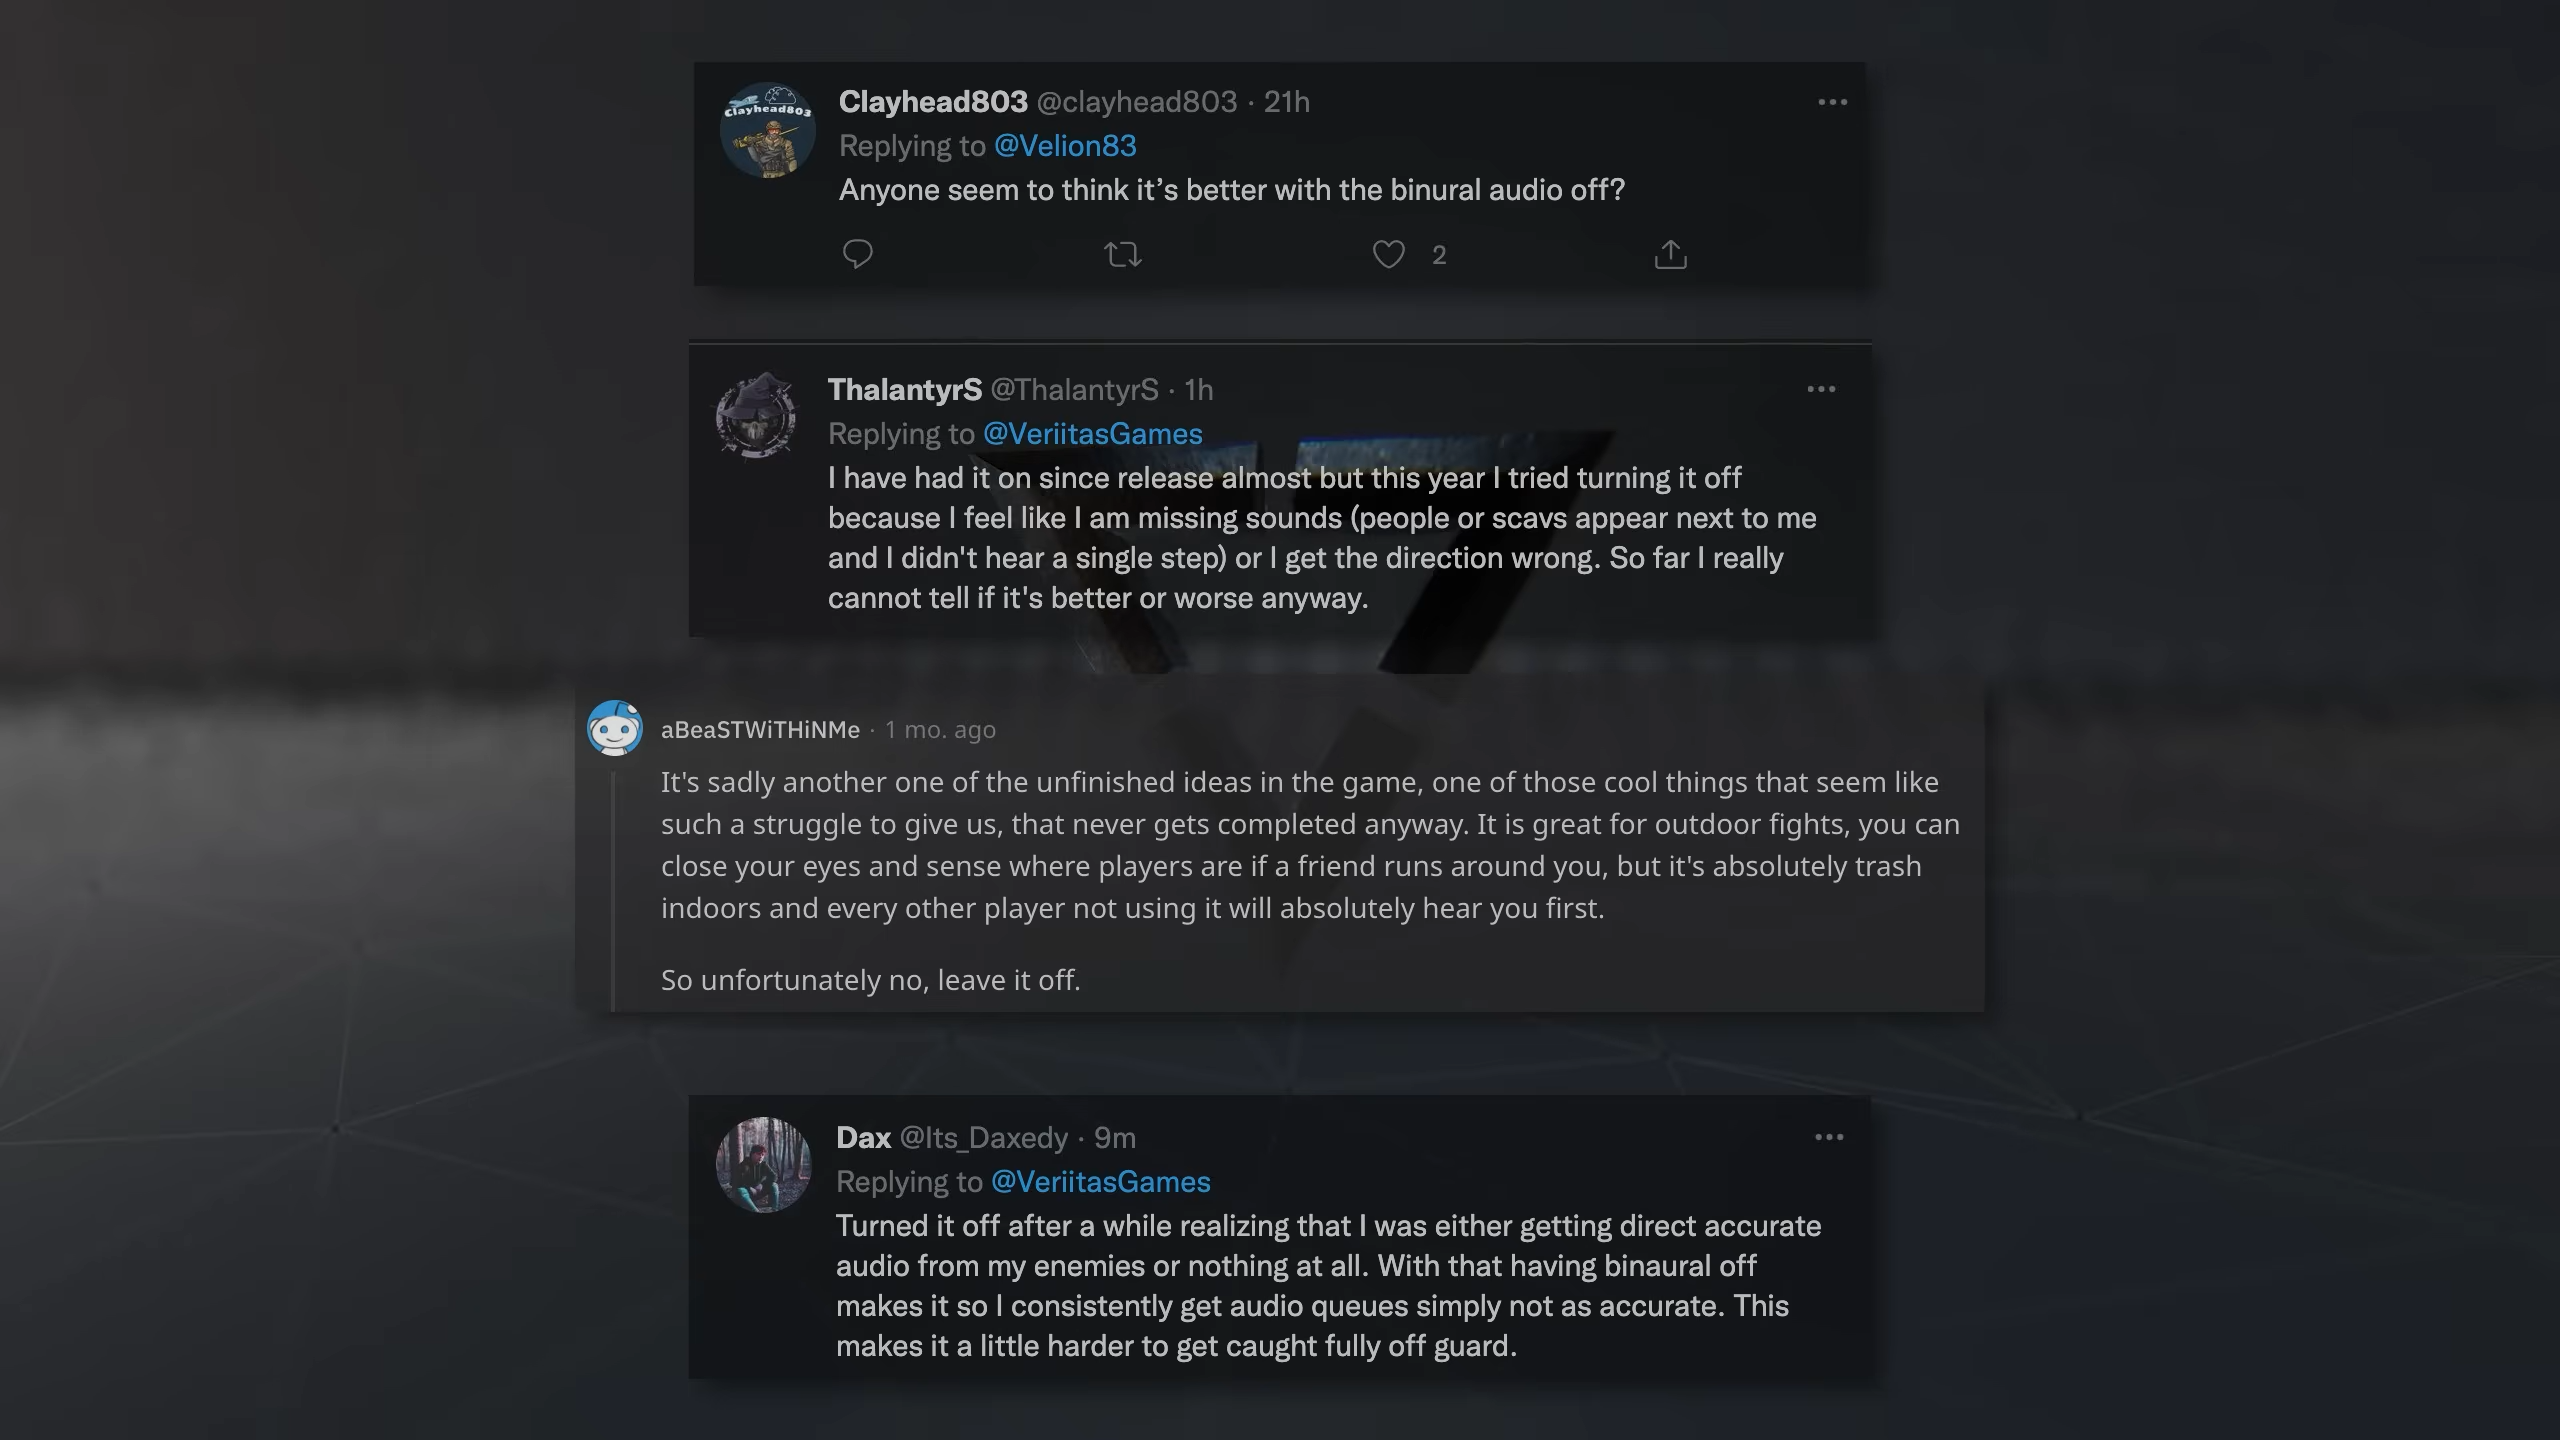 Clayhead803
Clayhead803 @clayhead803 · 21h
Replying to @Velion83
Anyone seem to think it’s better with the binural audio off?
2
ThalantyrS @ThalantyrS · 1h
Replying to @VeriitasGames
I have had it on since release almost but this year I tried turning it off
because I feel like I am missing sounds (people or scavs appear next to me
and I didn't hear a single step) or I get the direction wrong. So far I really
cannot tell if it's better or worse anyway.
aBeaSTWiTHiNMe · 1 mo. ago
It's sadly another one of the unfinished ideas in the game, one of those cool things that seem like
such a struggle to give us, that never gets completed anyway. It is great for outdoor fights, you can
close your eyes and sense where players are if a friend runs around you, but it's absolutely trash
indoors and every other player not using it will absolutely hear you first.
So unfortunately no, leave it off.
Dax @Its_Daxedy · 9m
Replying to @VeriitasGames
Turned it off after a while realizing that I was either getting direct accurate
audio from my enemies or nothing at all. With that having binaural off
makes it so I consistently get audio queues simply not as accurate. This
makes it a little harder to get caught fully off guard.